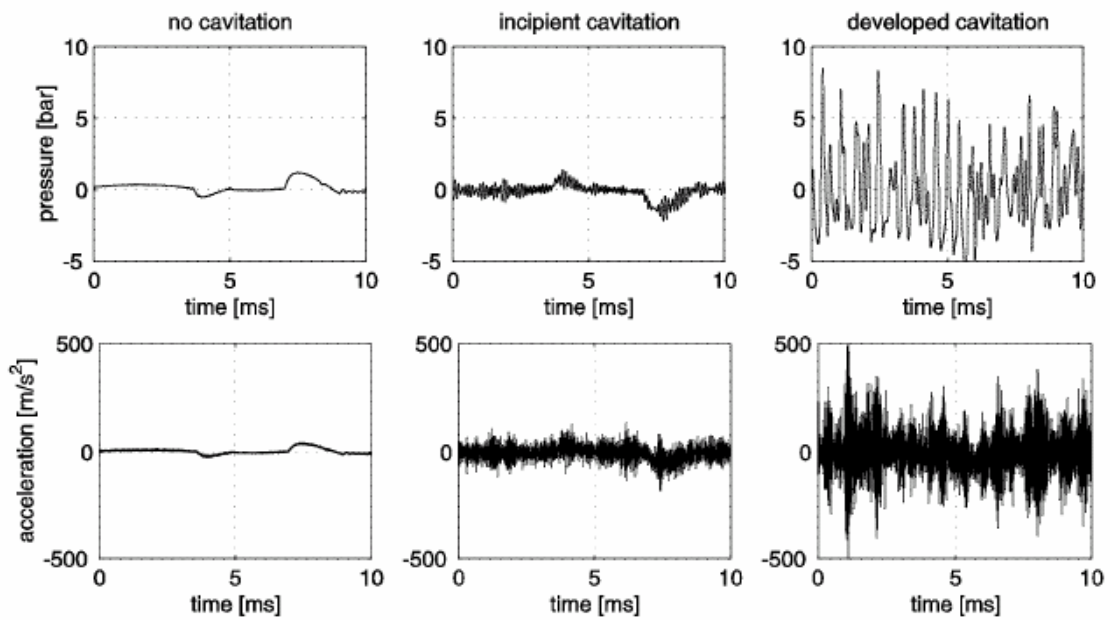 no cavitation
incipient cavitation
developed cavitation
10
5
0
-5
pressure [bar]
0 5 10
time [ms]
10
5
0
-5
0 5 10
time [ms]
10
5
0
-5
0 5 10
time [ms]
500
0
-500
acceleration [m/s²]
0 5 10
time [ms]
500
0
-500
0 5 10
time [ms]
500
0
-500
0 5 10
time [ms]